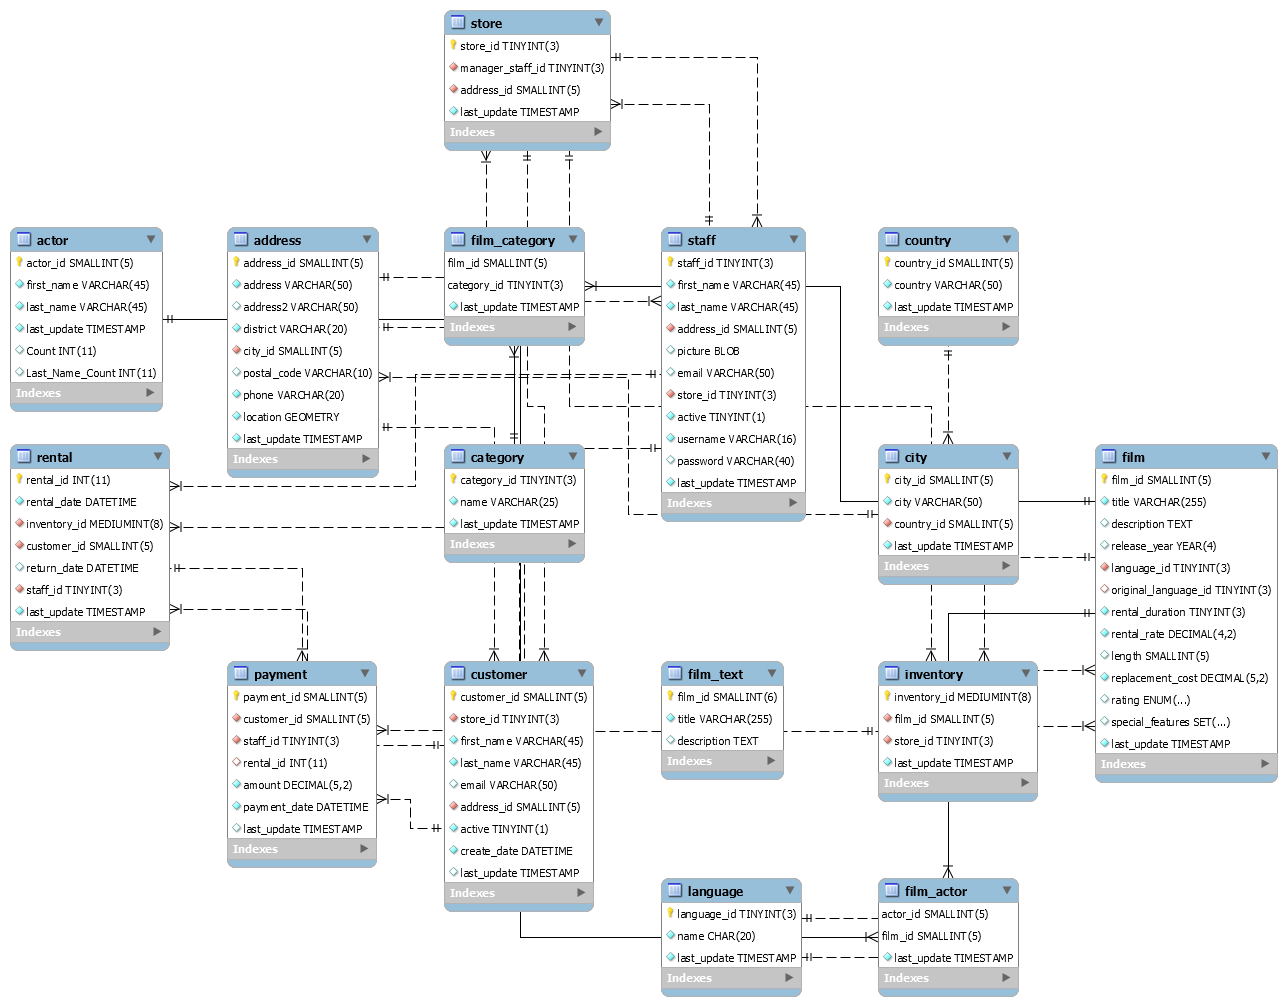 store
store_id TINYINT(3)
manager_staff_id TINYINT(3)
address_id SMALLINT(5)
last_update TIMESTAMP
Indexes
actor
actor_id SMALLINT(5)
first_name VARCHAR(45)
last_name VARCHAR(45)
last_update TIMESTAMP
Count INT(11)
Last_Name_Count INT(11)
Indexes
address
address_id SMALLINT(5)
address VARCHAR(50)
address2 VARCHAR(50)
district VARCHAR(20)
city_id SMALLINT(5)
postal_code VARCHAR(10)
phone VARCHAR(20)
location GEOMETRY
last_update TIMESTAMP
Indexes
film_category
film_id SMALLINT(5)
category_id TINYINT(3)
last_update TIMESTAMP
Indexes
staff
staff_id TINYINT(3)
first_name VARCHAR(45)
last_name VARCHAR(45)
address_id SMALLINT(5)
picture BLOB
email VARCHAR(50)
store_id TINYINT(3)
active TINYINT(1)
username VARCHAR(16)
password VARCHAR(40)
last_update TIMESTAMP
Indexes
country
country_id SMALLINT(5)
country VARCHAR(50)
last_update TIMESTAMP
Indexes
rental
rental_id INT(11)
rental_date DATETIME
inventory_id MEDIUMINT(8)
customer_id SMALLINT(5)
return_date DATETIME
staff_id TINYINT(3)
last_update TIMESTAMP
Indexes
category
category_id TINYINT(3)
name VARCHAR(25)
last_update TIMESTAMP
Indexes
city
city_id SMALLINT(5)
city VARCHAR(50)
country_id SMALLINT(5)
last_update TIMESTAMP
Indexes
film
film_id SMALLINT(5)
title VARCHAR(255)
description TEXT
release_year YEAR(4)
language_id TINYINT(3)
original_language_id TINYINT(3)
rental_duration TINYINT(3)
rental_rate DECIMAL(4,2)
length SMALLINT(5)
replacement_cost DECIMAL(5,2)
rating ENUM(...)
special_features SET(...)
last_update TIMESTAMP
Indexes
payment
payment_id SMALLINT(5)
customer_id SMALLINT(5)
staff_id TINYINT(3)
rental_id INT(11)
amount DECIMAL(5,2)
payment_date DATETIME
last_update TIMESTAMP
Indexes
customer
customer_id SMALLINT(5)
store_id TINYINT(3)
first_name VARCHAR(45)
last_name VARCHAR(45)
email VARCHAR(50)
address_id SMALLINT(5)
active TINYINT(1)
create_date DATETIME
last_update TIMESTAMP
Indexes
film_text
film_id SMALLINT(6)
title VARCHAR(255)
description TEXT
Indexes
inventory
inventory_id MEDIUMINT(8)
film_id SMALLINT(5)
store_id TINYINT(3)
last_update TIMESTAMP
Indexes
language
language_id TINYINT(3)
name CHAR(20)
last_update TIMESTAMP
Indexes
film_actor
actor_id SMALLINT(5)
film_id SMALLINT(5)
last_update TIMESTAMP
Indexes